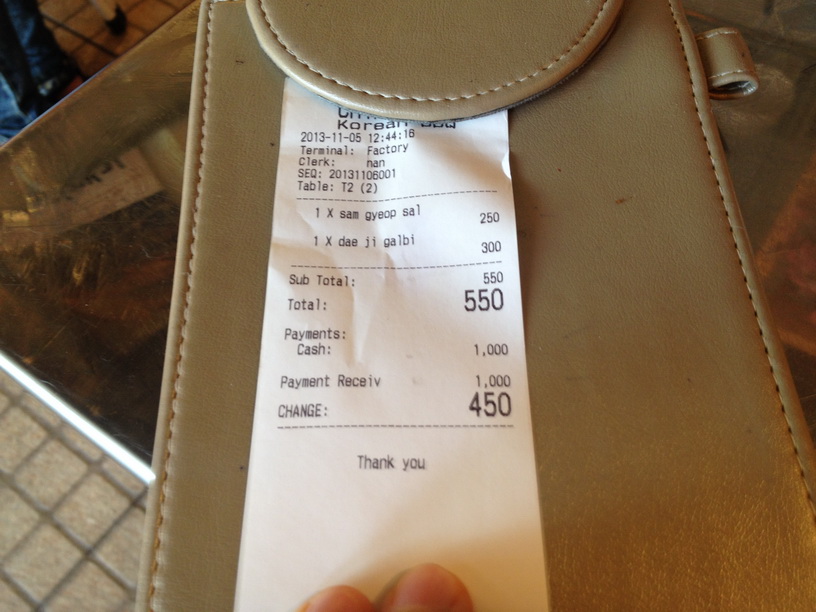 Korean BBQ
2013-11-05 12:44:16
Terminal: Factory
Clerk: nan
SEQ: 20131106001
Table: T2 (2)
1 X sam gyeop sal 250
1 X dae ji galbi 300
Sub Total: 550
Total: 550
Payments:
Cash: 1,000
Payment Receiv 1,000
CHANGE: 450
Thank you